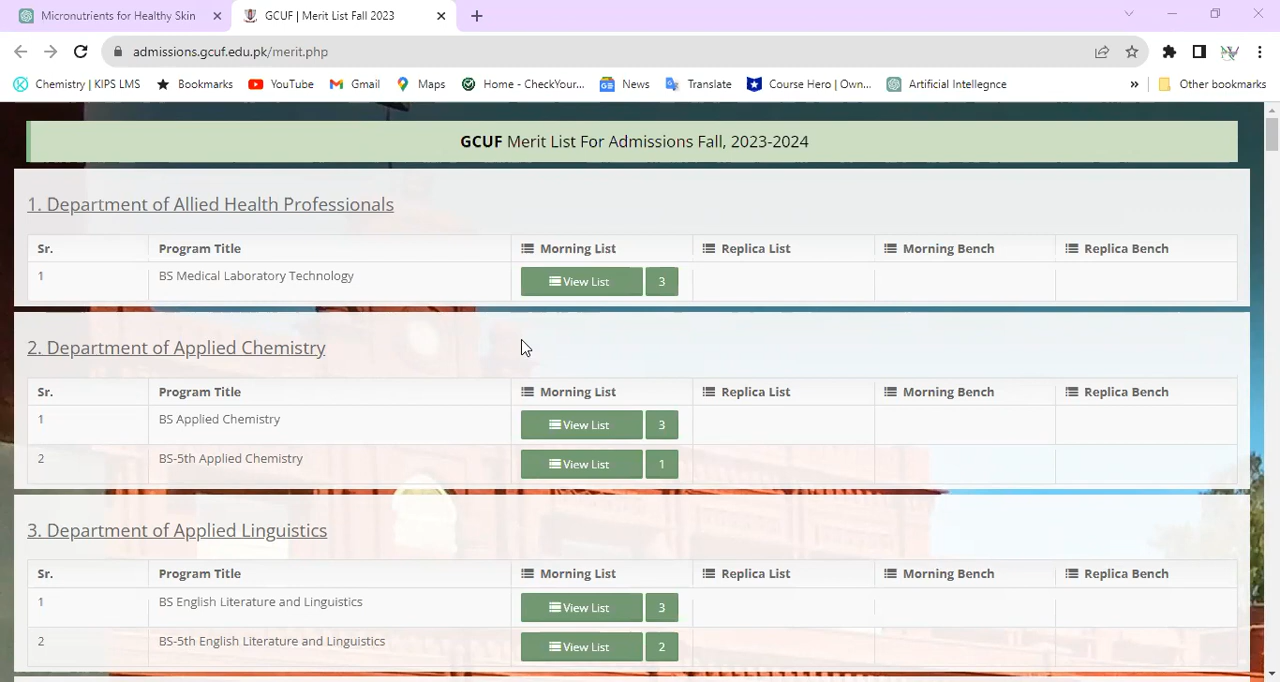 Micronutrients for Healthy Skin
GCUF | Merit List Fall 2023
admissions.gcuf.edu.pk/merit.php
Chemistry | KIPS LMS Bookmarks YouTube Gmail Maps Home - CheckYour... News Translate Course Hero | Own... Artificial Intellegnce » Other bookmarks
GCUF Merit List For Admissions Fall, 2023-2024
1. Department of Allied Health Professionals
Sr. Program Title Morning List Replica List Morning Bench Replica Bench
1 BS Medical Laboratory Technology View List 3
2. Department of Applied Chemistry
Sr. Program Title Morning List Replica List Morning Bench Replica Bench
1 BS Applied Chemistry View List 3
2 BS-5th Applied Chemistry View List 1
3. Department of Applied Linguistics
Sr. Program Title Morning List Replica List Morning Bench Replica Bench
1 BS English Literature and Linguistics View List 3
2 BS-5th English Literature and Linguistics View List 2